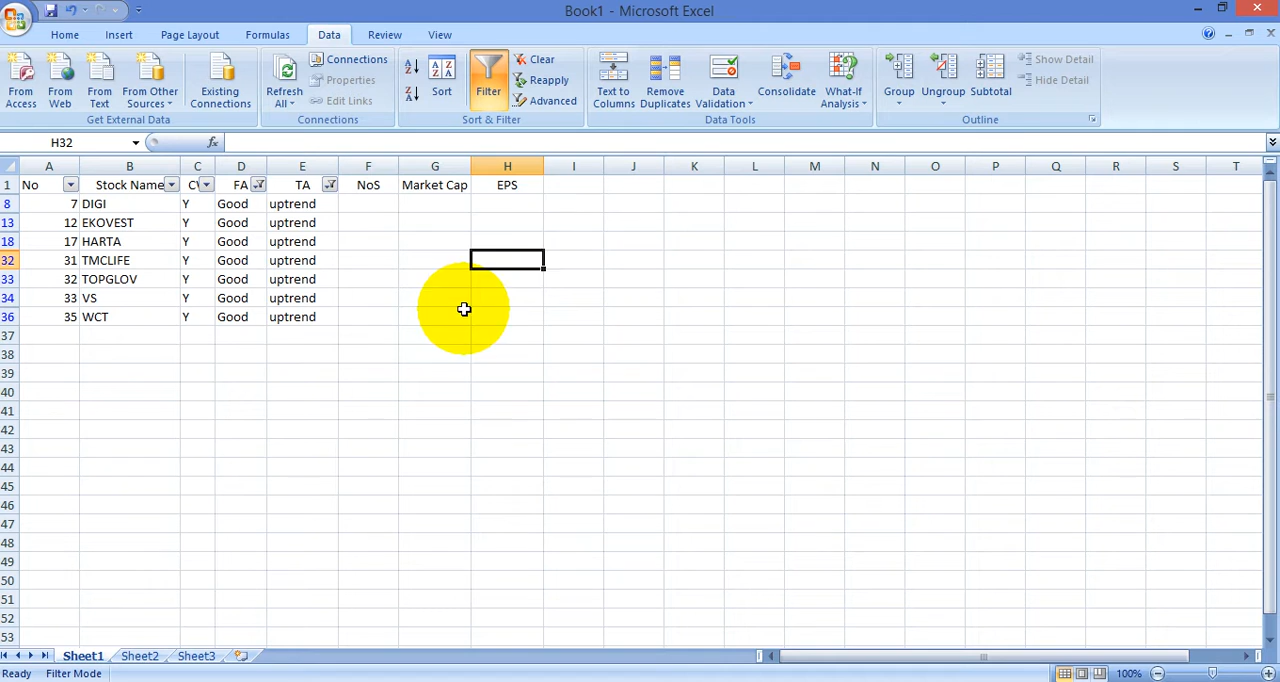 Book1 - Microsoft Excel
Home Insert Page Layout Formulas Data Review View
From Access
From Web
From Text
From Other Sources
Existing Connections
Get External Data
Refresh All
Connections
Properties
Edit Links
Connections
Sort
Filter
Clear
Reapply
Advanced
Sort & Filter
Text to Columns
Remove Duplicates
Data Validation
Consolidate
What-If Analysis
Data Tools
Group
Ungroup
Subtotal
Show Detail
Hide Detail
Outline
H32 fx
A B C D E F G H I J K L M N O P Q R S T
1 No Stock Name FA TA NoS Market Cap EPS
8 7 DIGI Y Good uptrend
13 12 EKOVEST Y Good uptrend
18 17 HARTA Y Good uptrend
32 31 TMCLIFE Y Good uptrend
33 32 TOPGLOV Y Good uptrend
34 33 VS Y Good uptrend
36 35 WCT Y Good uptrend
37
38
39
40
41
42
43
44
45
46
47
48
49
50
51
52
53
Sheet1 Sheet2 Sheet3
Ready Filter Mode 100%